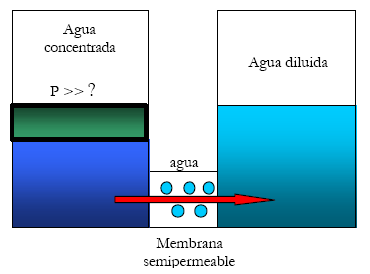 Agua
concentrada
P >> ?
Agua diluida
agua
Membrana
semipermeable